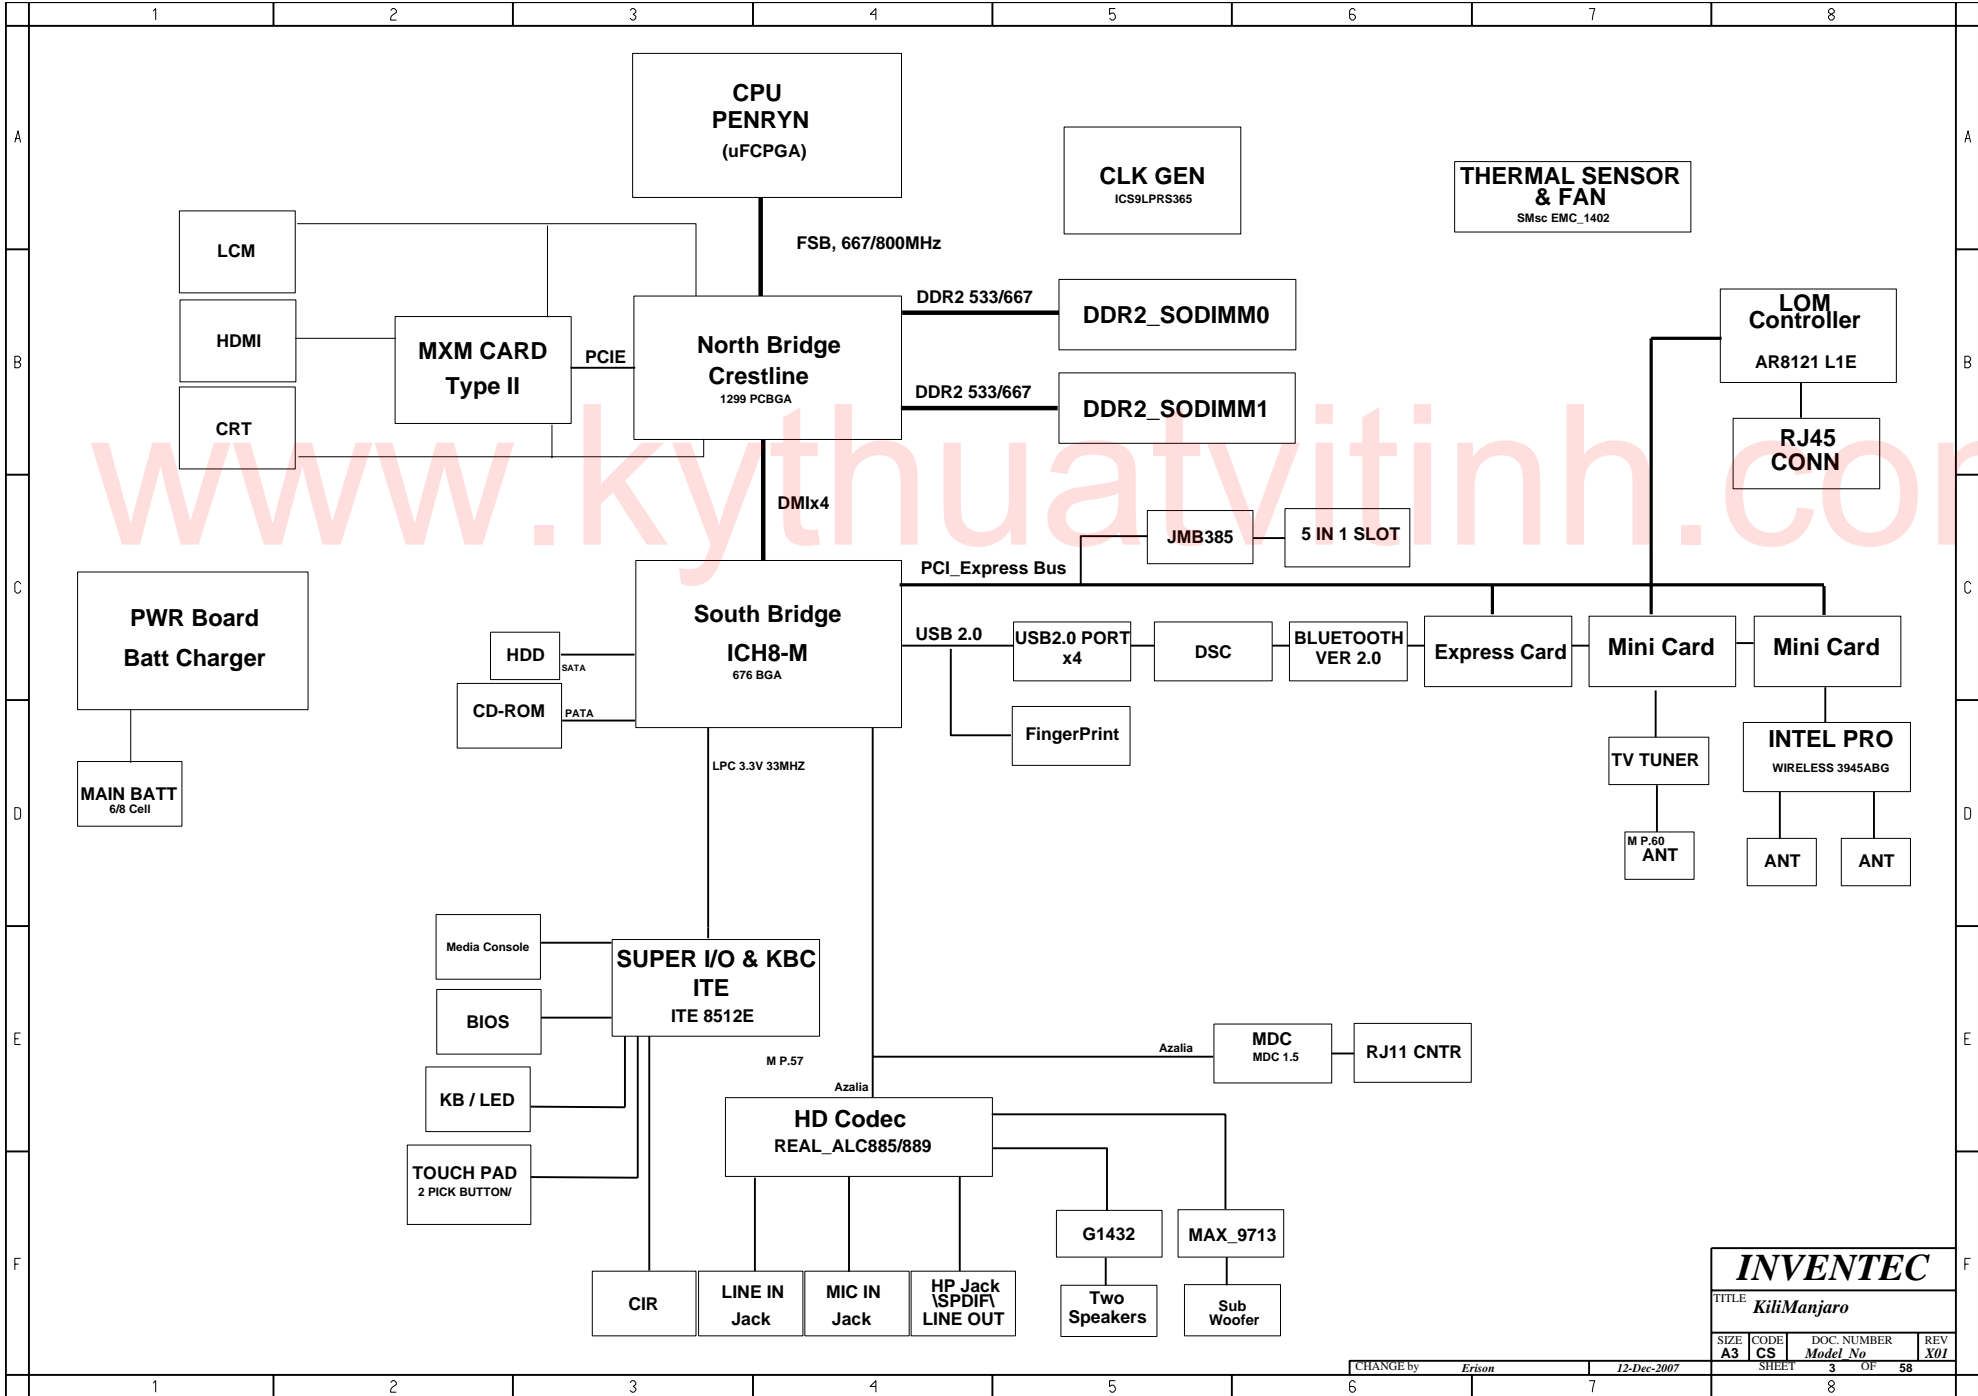 1 2 3 4 5 6 7 8
A A
B B
C C
D D
E E
F F
CPU
PENRYN
(uFCPGA)
CLK GEN
ICS9LPRS365
THERMAL SENSOR
& FAN
SMsc EMC_1402
LCM
HDMI
CRT
FSB, 667/800MHz
MXM CARD
Type II
PCIE
North Bridge
Crestline
1299 PCBGA
DDR2 533/667
DDR2_SODIMM0
DDR2 533/667
DDR2_SODIMM1
LOM
Controller
AR8121 L1E
RJ45
CONN
www.kythuatvitinh.com
DMIx4
JMB385
5 IN 1 SLOT
PCI_Express Bus
PWR Board
Batt Charger
MAIN BATT
6/8 Cell
South Bridge
ICH8-M
676 BGA
HDD
SATA
CD-ROM
PATA
USB 2.0
USB2.0 PORT
x4
DSC
BLUETOOTH
VER 2.0
Express Card
Mini Card
Mini Card
FingerPrint
TV TUNER
INTEL PRO
WIRELESS 3945ABG
M P.60
ANT
ANT
ANT
LPC 3.3V 33MHZ
Media Console
SUPER I/O & KBC
ITE
ITE 8512E
BIOS
M P.57
KB / LED
TOUCH PAD
2 PICK BUTTON/
Azalia
Azalia
MDC
MDC 1.5
RJ11 CNTR
HD Codec
REAL_ALC885/889
G1432
MAX_9713
CIR
LINE IN
Jack
MIC IN
Jack
HP Jack
\SPDIF\
LINE OUT
Two
Speakers
Sub
Woofer
INVENTEC
TITLE
KiliManjaro
SIZE CODE DOC. NUMBER REV
A3 CS Model_No X01
CHANGE by Erison 12-Dec-2007 SHEET 3 OF 58
1 2 3 4 5 6 7 8